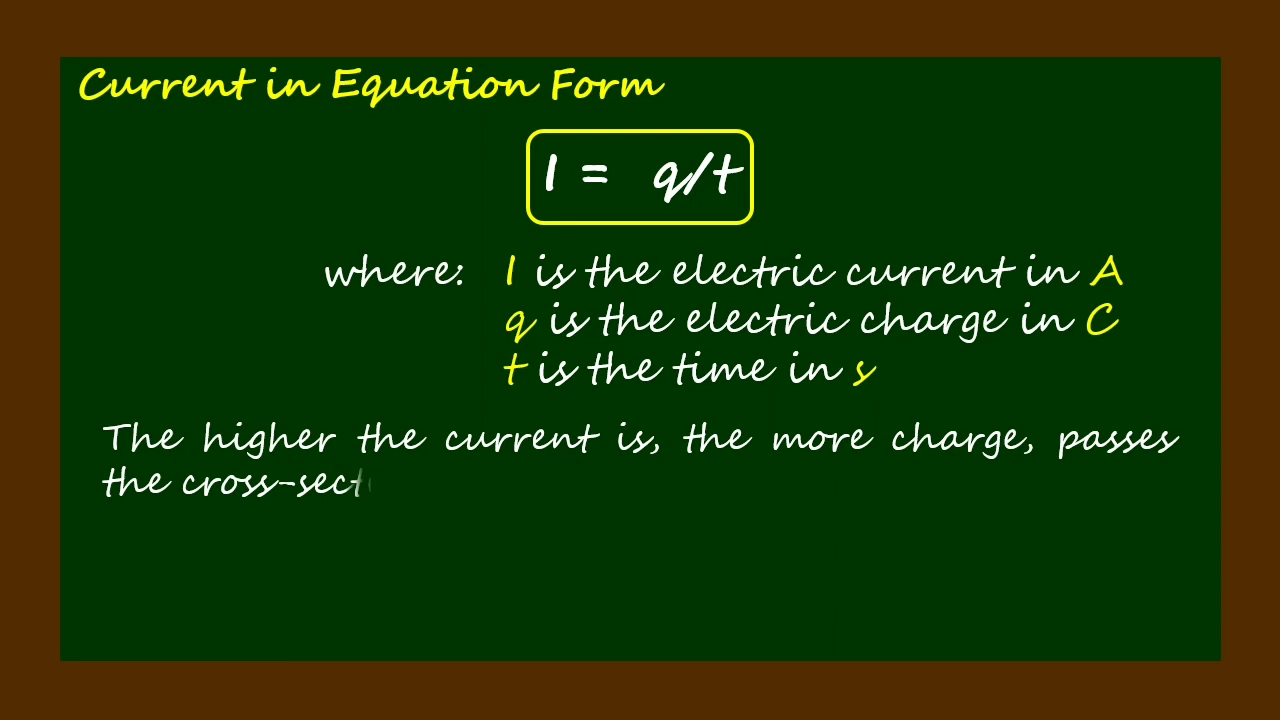 Current in Equation Form
I = q/t
where: I is the electric current in A
q is the electric charge in C
t is the time in s
The higher the current is, the more charge, passes
the cross-sect